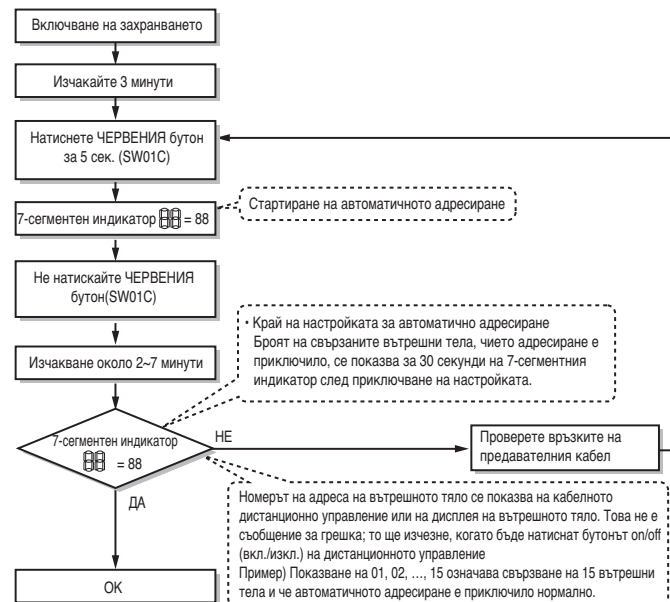 Включване на захранването
Изчакайте 3 минути
Натиснете ЧЕРВЕНИЯ бутон
за 5 сек. (SW01C)
7-сегментен индикатор 88 = 88
Стартиране на автоматичното адресиране
Не натискайте ЧЕРВЕНИЯ
бутон(SW01C)
• Край на настройката за автоматично адресиране
Броят на свързаните вътрешни тела, чието адресиране е
приключило, се показва за 30 секунди на 7-сегментния
индикатор след приключване на настройката.
Изчакване около 2~7 минути
7-сегментен индикатор
88 = 88
НЕ
Проверете връзките на
предавателния кабел
ДА
Номерът на адреса на вътрешното тяло се показва на кабелното
дистанционно управление или на дисплея на вътрешното тяло. Това не е
съобщение за грешка; то ще изчезне, когато бъде натиснат бутонът on/off
(вкл./изкл.) на дистанционното управление
Пример) Показване на 01, 02, ..., 15 означава свързване на 15 вътрешни
тела и че автоматичното адресиране е приключило нормално.
OK